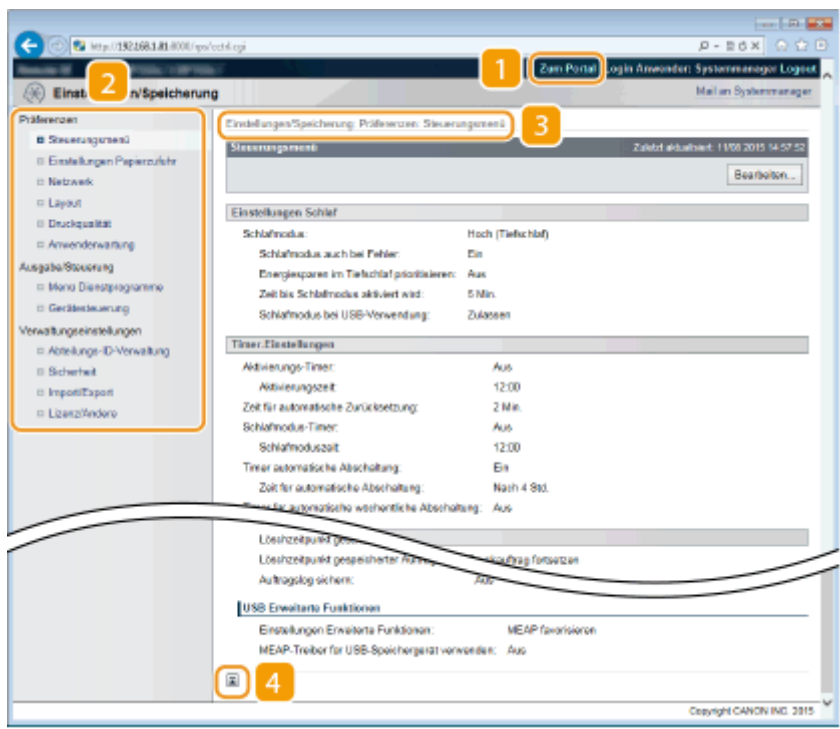 http://192.168.1.81:8000/rps/cctrl.cgi
1
Zum Portal Login Anwender: Systemmanager Logout
2
Einst n/Speicherung
Mail an Systemmanager
Präferenzen
Steuerungsmenü
Einstellungen Papierzufuhr
Netzwerk
Layout
Druckqualität
Anwenderwartung
Ausgabe/Steuerung
Menü Dienstprogramme
Gerätesteuerung
Verwaltungseinstellungen
Abteilungs-ID-Verwaltung
Sicherheit
Import/Export
Lizenz/Andere
Einstellungen/Speicherung: Präferenzen: Steuerungsmenü
3
Steuerungsmenü
Zuletzt aktualisiert: 11/08 2015 14:57:52
Bearbeiten...
Einstellungen Schlaf
Schlafmodus: Hoch (Tiefschlaf)
Schlafmodus auch bei Fehler: Ein
Energiesparen im Tiefschlaf prioritisieren: Aus
Zeit bis Schlafmodus aktiviert wird: 5 Min.
Schlafmodus bei USB-Verwendung: Zulassen
Timer-Einstellungen
Aktivierungs-Timer: Aus
Aktivierungszeit: 12:00
Zeit für automatische Zurücksetzung: 2 Min.
Schlafmodus-Timer: Aus
Schlafmoduszeit: 12:00
Timer automatische Abschaltung: Ein
Zeit für automatische Abschaltung: Nach 4 Std.
Timer für automatische wöchentliche Abschaltung: Aus
Löschzeitpunkt
Löschzeitpunkt gespeicherter fortsetzen
Auftragslog sichern: Aus
USB Erweiterte Funktionen
Einstellungen Erweiterte Funktionen: MEAP favorisieren
MEAP-Treiber für USB-Speichergerät verwenden: Aus
4
Copyright CANON INC. 2015